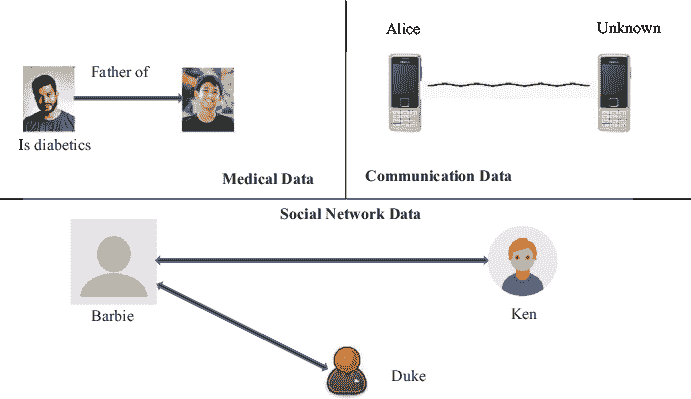 Father of
Is diabetics
Medical Data
Alice
Unknown
Communication Data
Social Network Data
Barbie
Ken
Duke